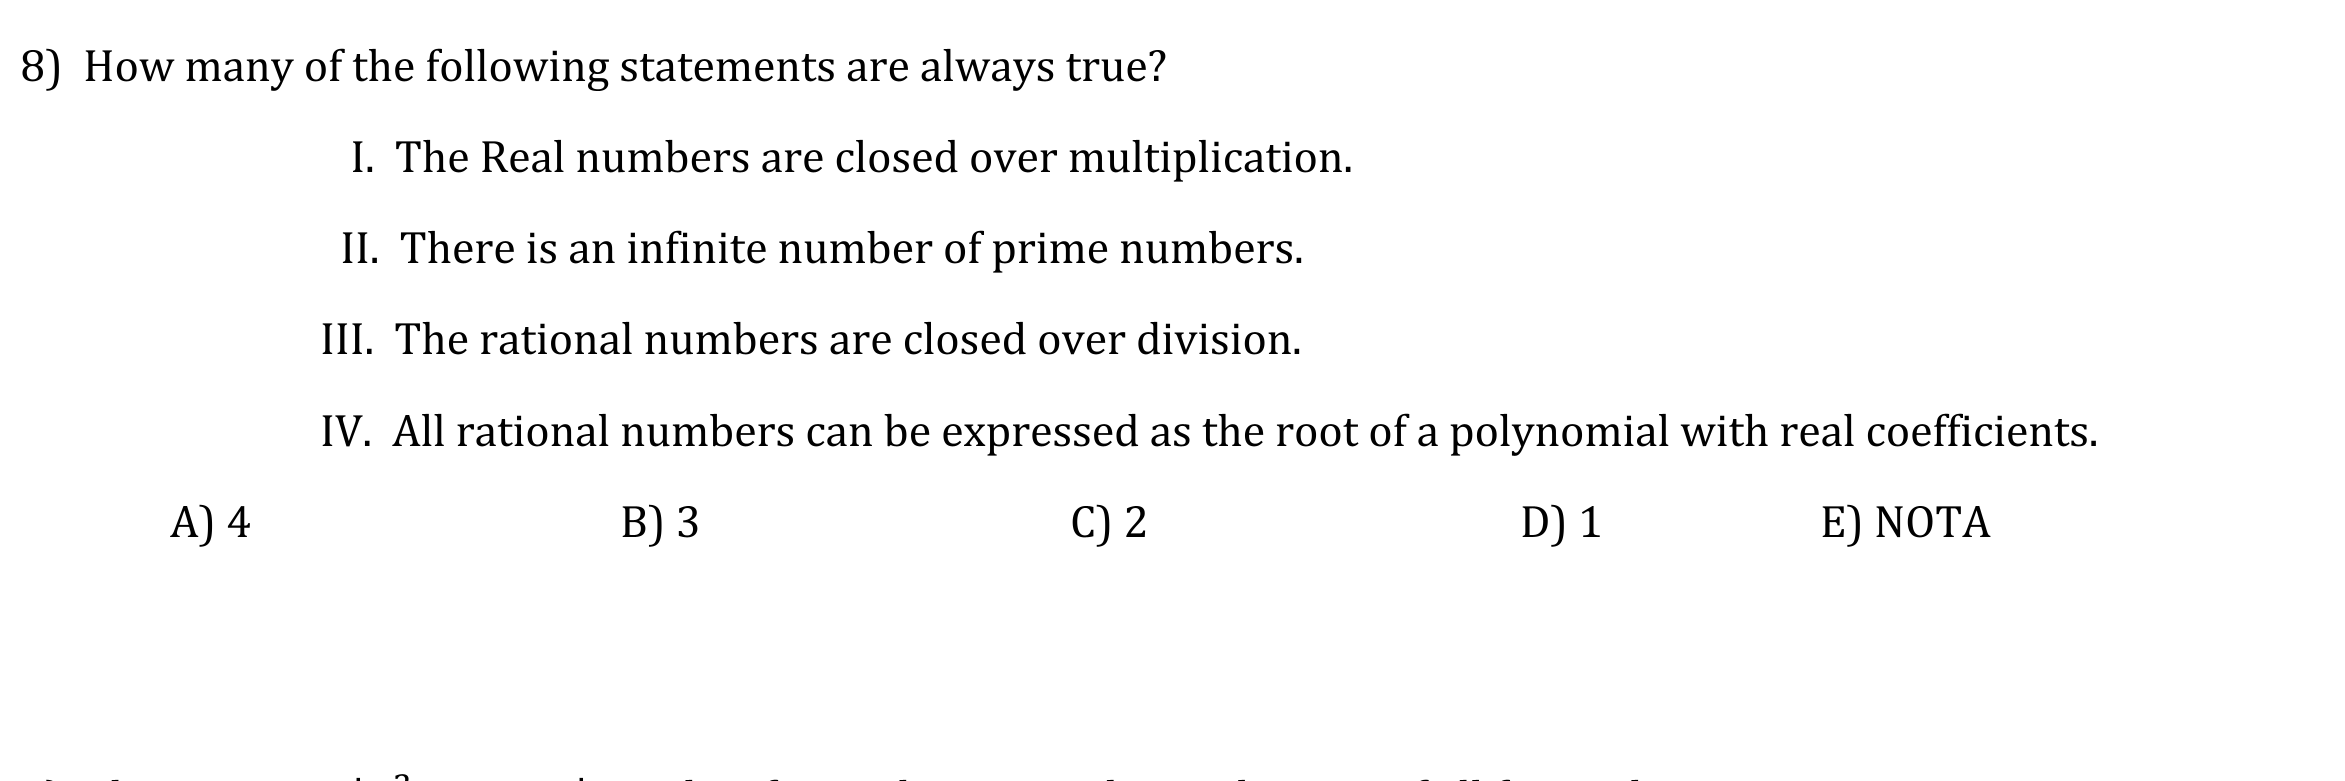 8) How many of the following statements are always true?
I. The Real numbers are closed over multiplication.
II. There is an infinite number of prime numbers.
III. The rational numbers are closed over division.
IV. All rational numbers can be expressed as the root of a polynomial with real coefficients.
A) 4 B) 3 C) 2 D) 1 E) NOTA